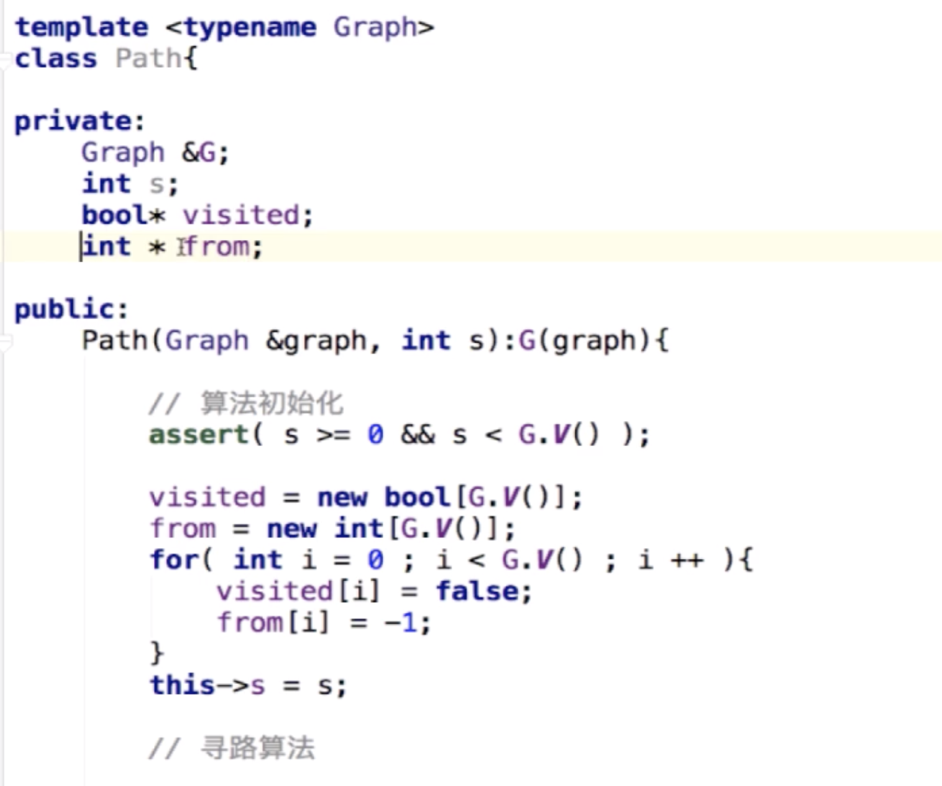 template <typename Graph>
class Path{
private:
Graph &G;
int s;
bool* visited;
int * from;
public:
Path(Graph &graph, int s):G(graph){
// 算法初始化
assert( s >= 0 && s < G.V() );
visited = new bool[G.V()];
from = new int[G.V()];
for( int i = 0 ; i < G.V() ; i ++ ){
visited[i] = false;
from[i] = -1;
}
this->s = s;
// 寻路算法